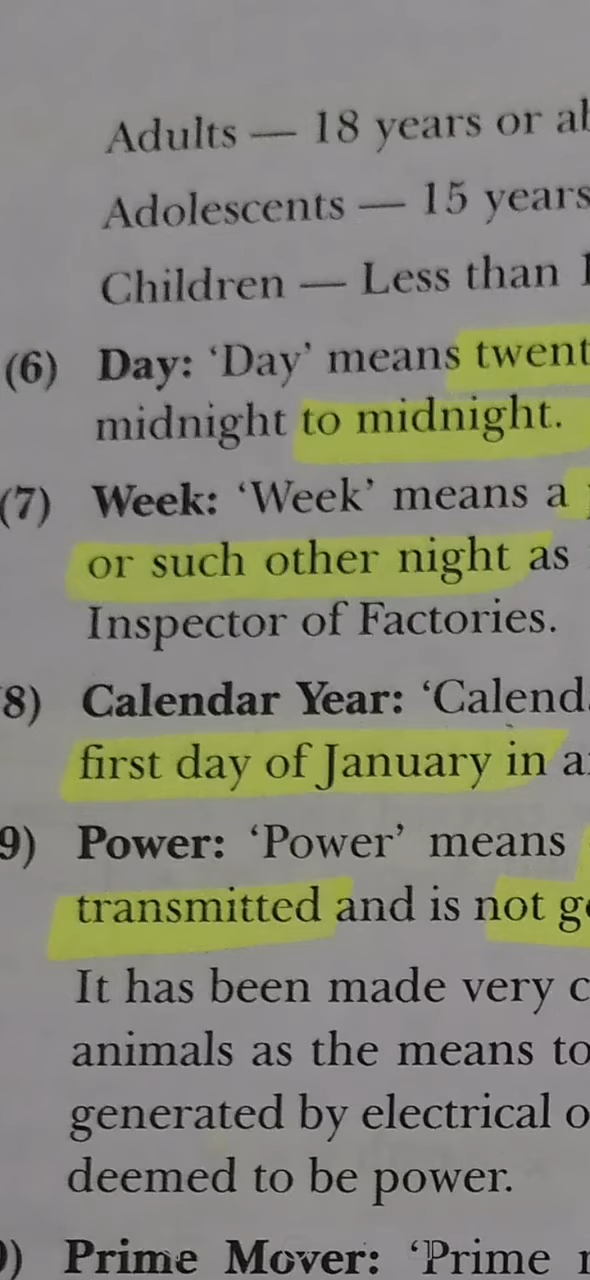 Adults — 18 years or
Adolescents — 15 years
Children — Less than
(6) Day: ‘Day’ means
midnight to midnight.
(7) Week: ‘Week’ means a
or such other night as
Inspector of Factories.
8) Calendar Year:
first day of January in
9) Power: ‘Power’ means
transmitted and is not
It has been made very
animals as the means to
generated by electrical
deemed to be power.
) Prime Mover: ‘Prime